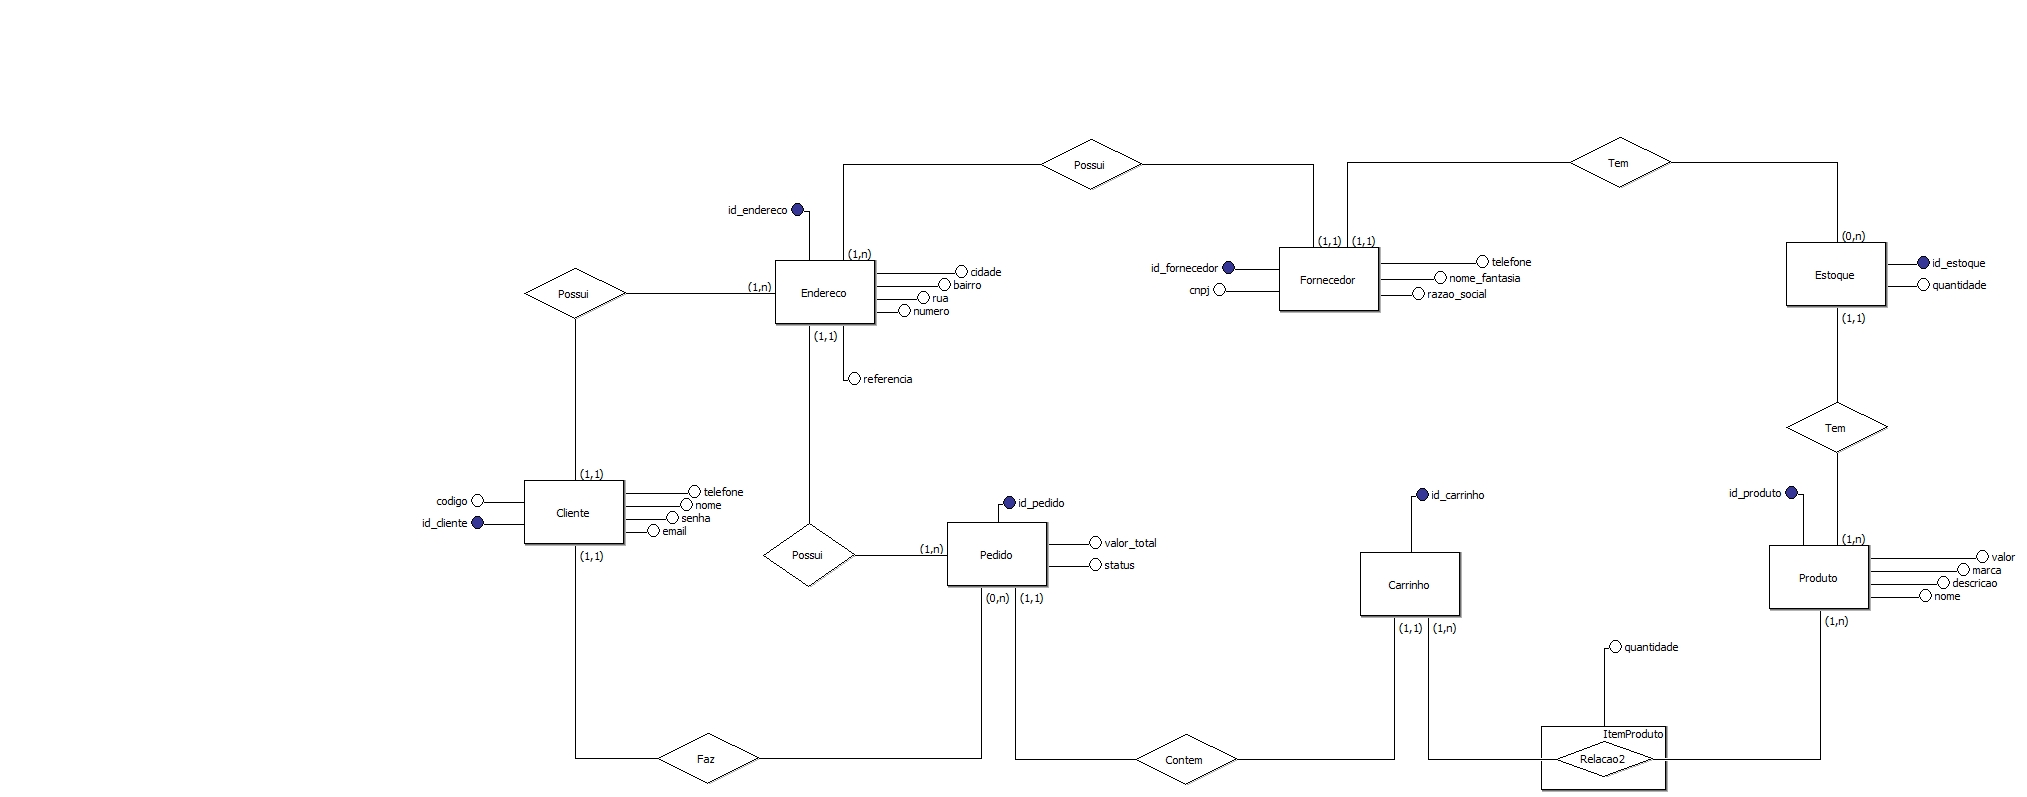 Possui
Tem
id_endereco
(1,n)
(1,1)
(1,1)
(0,n)
Endereco
cidade
bairro
rua
numero
referencia
(1,n)
(1,1)
id_fornecedor
cnpj
Fornecedor
telefone
nome_fantasia
razao_social
Estoque
id_estoque
quantidade
(1,1)
Possui
Tem
(1,1)
codigo
id_cliente
Cliente
telefone
nome
senha
email
(1,1)
Possui
(1,n)
id_pedido
Pedido
valor_total
status
(0,n)
(1,1)
id_carrinho
Carrinho
(1,1)
(1,n)
id_produto
(1,n)
Produto
valor
marca
descricao
nome
(1,n)
quantidade
ItemProduto
Relacao2
Faz
Contem